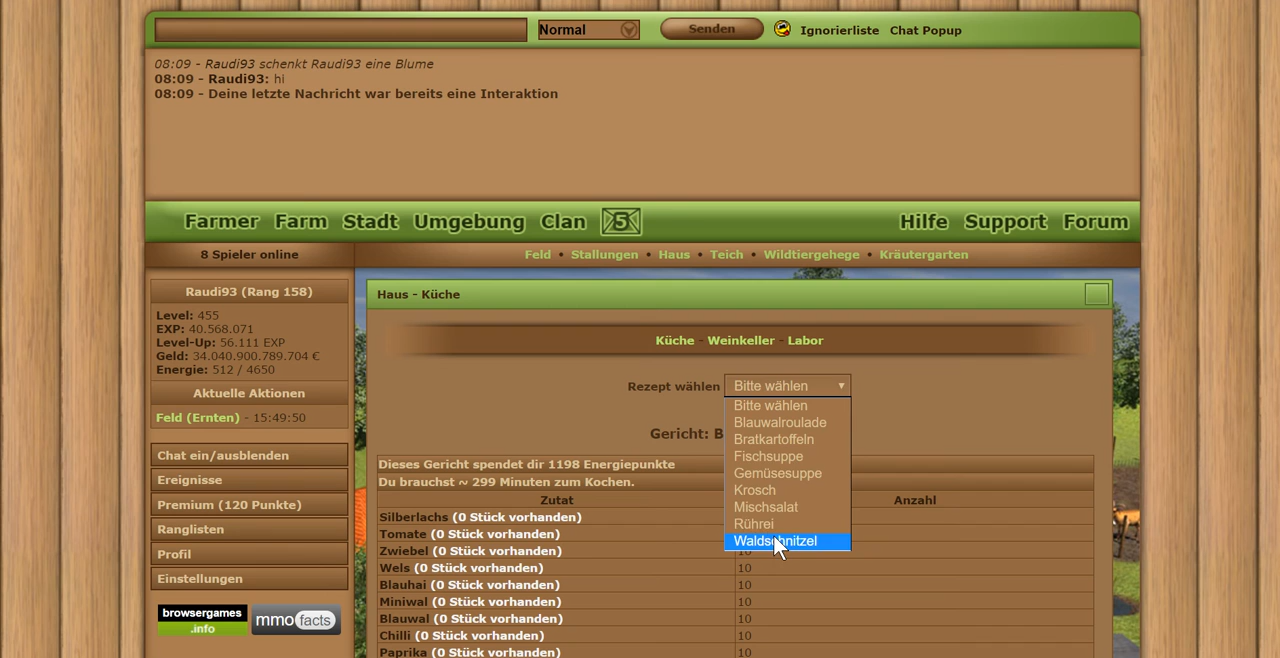 Normal Senden Ignorierliste Chat Popup
08:09 - Raudi93 schenkt Raudi93 eine Blume
08:09 - Raudi93: hi
08:09 - Deine letzte Nachricht war bereits eine Interaktion
Farmer Farm Stadt Umgebung Clan 5 Hilfe Support Forum
8 Spieler online
Feld • Stallungen • Haus • Teich • Wildtiergehege • Kräutergarten
Raudi93 (Rang 158)
Level: 455
EXP: 40.568.071
Level-Up: 56.111 EXP
Geld: 34.040.900.789.704 €
Energie: 512 / 4650
Aktuelle Aktionen
Feld (Ernten) - 15:49:50
Chat ein/ausblenden
Ereignisse
Premium (120 Punkte)
Ranglisten
Profil
Einstellungen
browsergames
.info
mmofacts
Haus - Küche
Küche - Weinkeller - Labor
Rezept wählen Bitte wählen
Bitte wählen
Blauwalroulade
Bratkartoffeln
Fischsuppe
Gemüsesuppe
Krosch
Mischsalat
Rührei
Waldschnitzel
Gericht: B
Dieses Gericht spendet dir 1198 Energiepunkte
Du brauchst ~ 299 Minuten zum Kochen.
Zutat Anzahl
Silberlachs (0 Stück vorhanden)
Tomate (0 Stück vorhanden)
Zwiebel (0 Stück vorhanden) 10
Wels (0 Stück vorhanden) 10
Blauhai (0 Stück vorhanden) 10
Miniwal (0 Stück vorhanden) 10
Blauwal (0 Stück vorhanden) 10
Chilli (0 Stück vorhanden) 10
Paprika (0 Stück vorhanden) 10